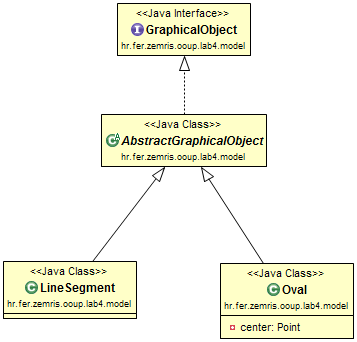 <<Java Interface>>
GraphicalObject
hr.fer.zemris.ooup.lab4.model
<<Java Class>>
AbstractGraphicalObject
hr.fer.zemris.ooup.lab4.model
<<Java Class>>
LineSegment
hr.fer.zemris.ooup.lab4.model
<<Java Class>>
Oval
hr.fer.zemris.ooup.lab4.model
center: Point